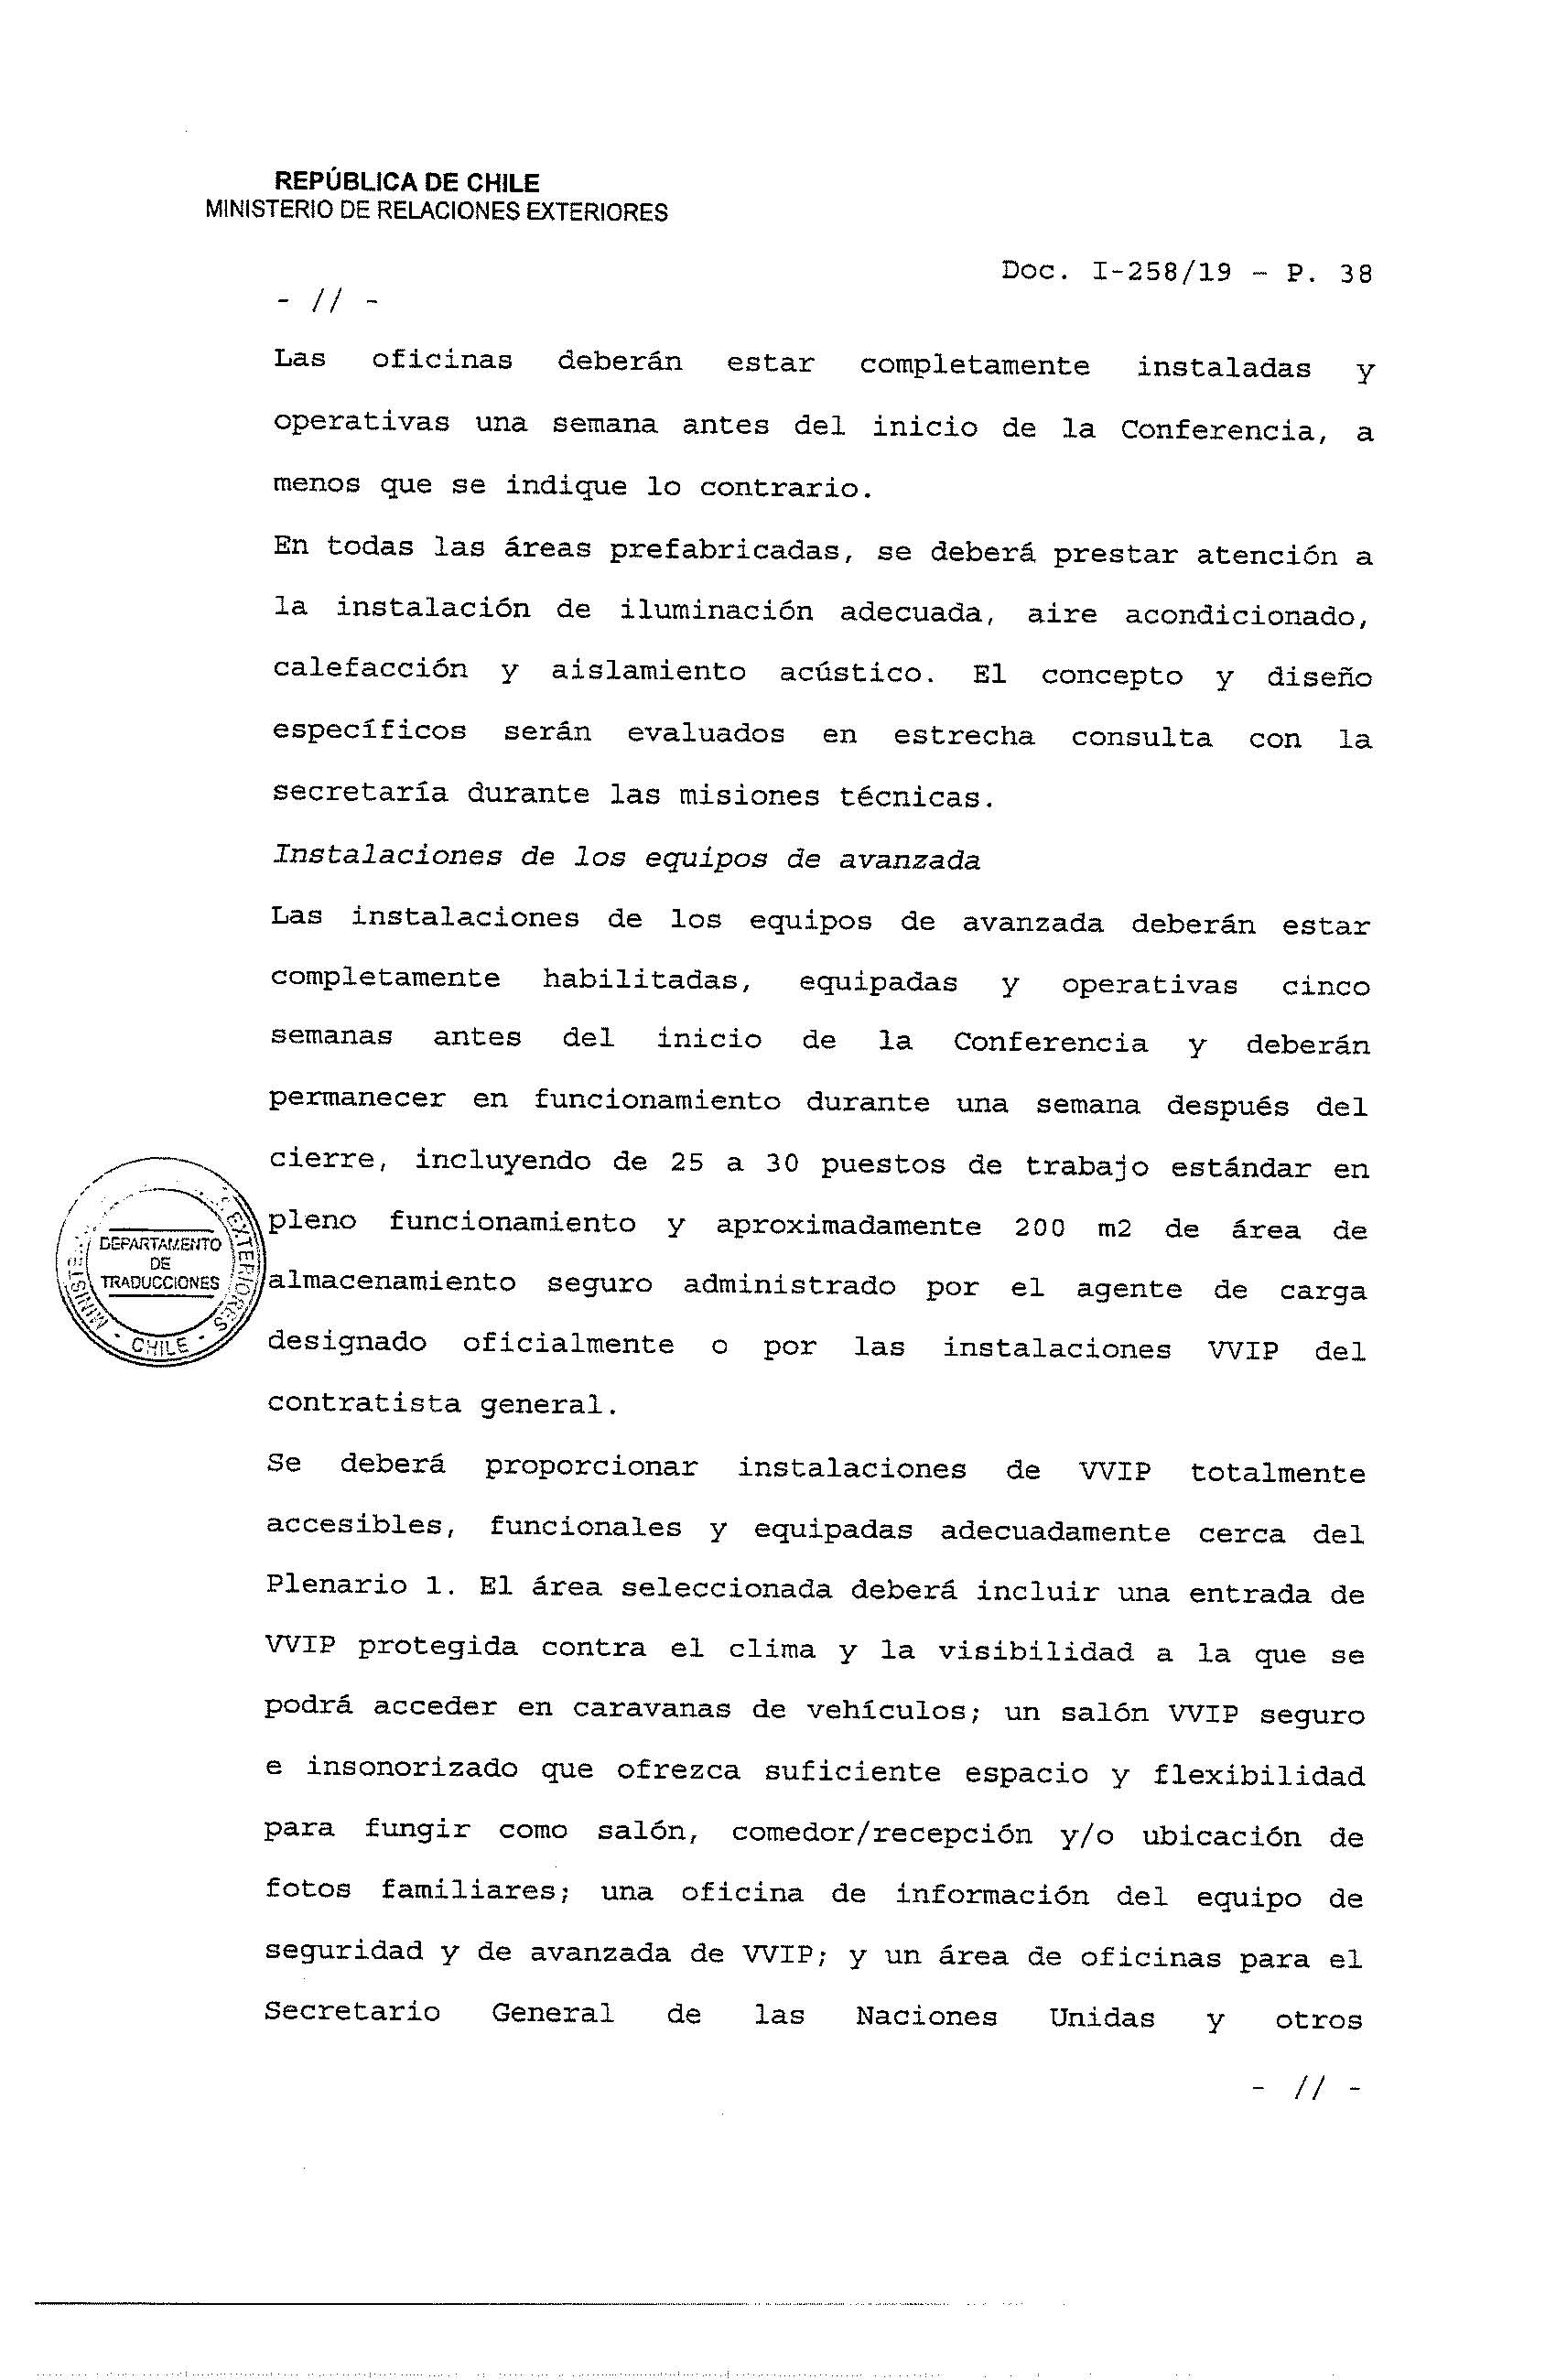 REPÚBLICA DE CHILE
MINISTERIO DE RELACIONES EXTERIORES
Doc. I-258/19 - P. 38
- // -
Las oficinas deberán estar completamente instaladas y
operativas una semana antes del inicio de la Conferencia, a
menos que se indique lo contrario.
En todas las áreas prefabricadas, se deberá prestar atención a
la instalación de iluminación adecuada, aire acondicionado,
calefacción y aislamiento acústico. El concepto y diseño
específicos serán evaluados en estrecha consulta con la
secretaría durante las misiones técnicas.
Instalaciones de los equipos de avanzada
Las instalaciones de los equipos de avanzada deberán estar
completamente habilitadas, equipadas y operativas cinco
semanas antes del inicio de la Conferencia y deberán
permanecer en funcionamiento durante una semana después del
cierre, incluyendo de 25 a 30 puestos de trabajo estándar en
pleno funcionamiento y aproximadamente 200 m2 de área de
almacenamiento seguro administrado por el agente de carga
designado oficialmente o por las instalaciones VVIP del
contratista general.
Se deberá proporcionar instalaciones de VVIP totalmente
accesibles, funcionales y equipadas adecuadamente cerca del
Plenario 1. El área seleccionada deberá incluir una entrada de
VVIP protegida contra el clima y la visibilidad a la que se
podrá acceder en caravanas de vehículos; un salón VVIP seguro
e insonorizado que ofrezca suficiente espacio y flexibilidad
para fungir como salón, comedor/recepción y/o ubicación de
fotos familiares; una oficina de información del equipo de
seguridad y de avanzada de VVIP; y un área de oficinas para el
Secretario General de las Naciones Unidas y otros
- // -
DEPARTAMENTO
DE
TRADUCCIONES
EXTERIORES
- CHILE -